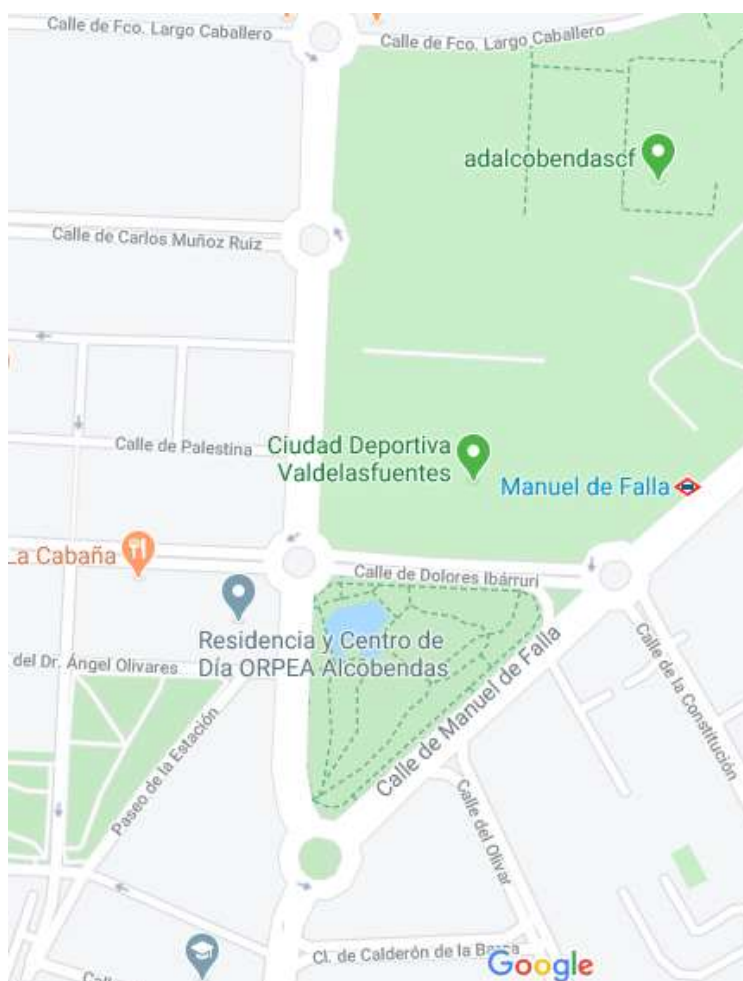 Calle de Fco. Largo Caballero
Calle de Fco. Largo Caballero
adalcobendascf
Calle de Carlos Muñoz Ruiz
Calle de Palestina
Ciudad Deportiva
Valdelasfuentes
Manuel de Falla
La Cabaña
Calle de Dolores Ibárruri
Residencia y Centro de
Día ORPEA Alcobendas
del Dr. Ángel Olivares
Calle de Manuel de Falla
Calle de la Constitución
Paseo de la Estación
Calle del Olivar
Cl. de Calderón de la Barca
Google